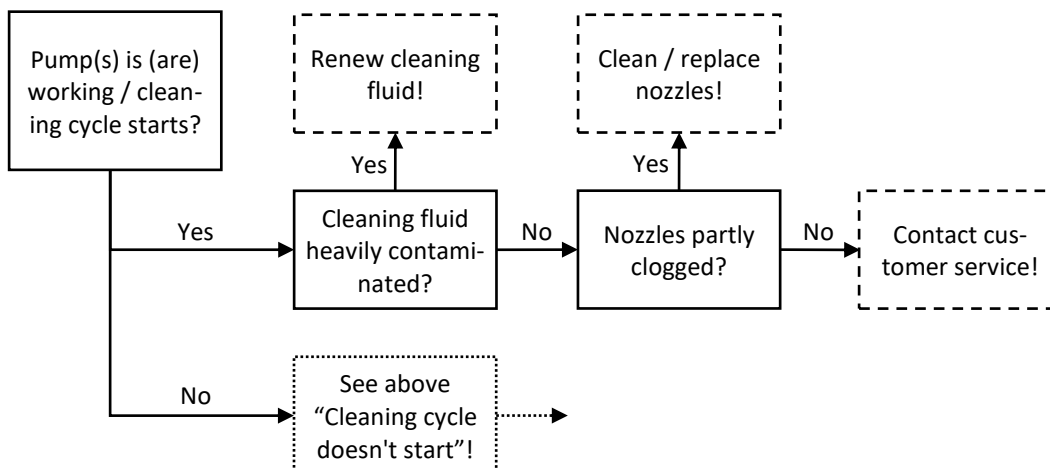 Pump(s) is (are)
working / clean-
ing cycle starts?
Renew cleaning
fluid!
Clean / replace
nozzles!
Yes
Yes
Yes
Cleaning fluid
heavily contami-
nated?
No
Nozzles partly
clogged?
No
Contact cus-
tomer service!
No
See above
“Cleaning cycle
doesn't start”!